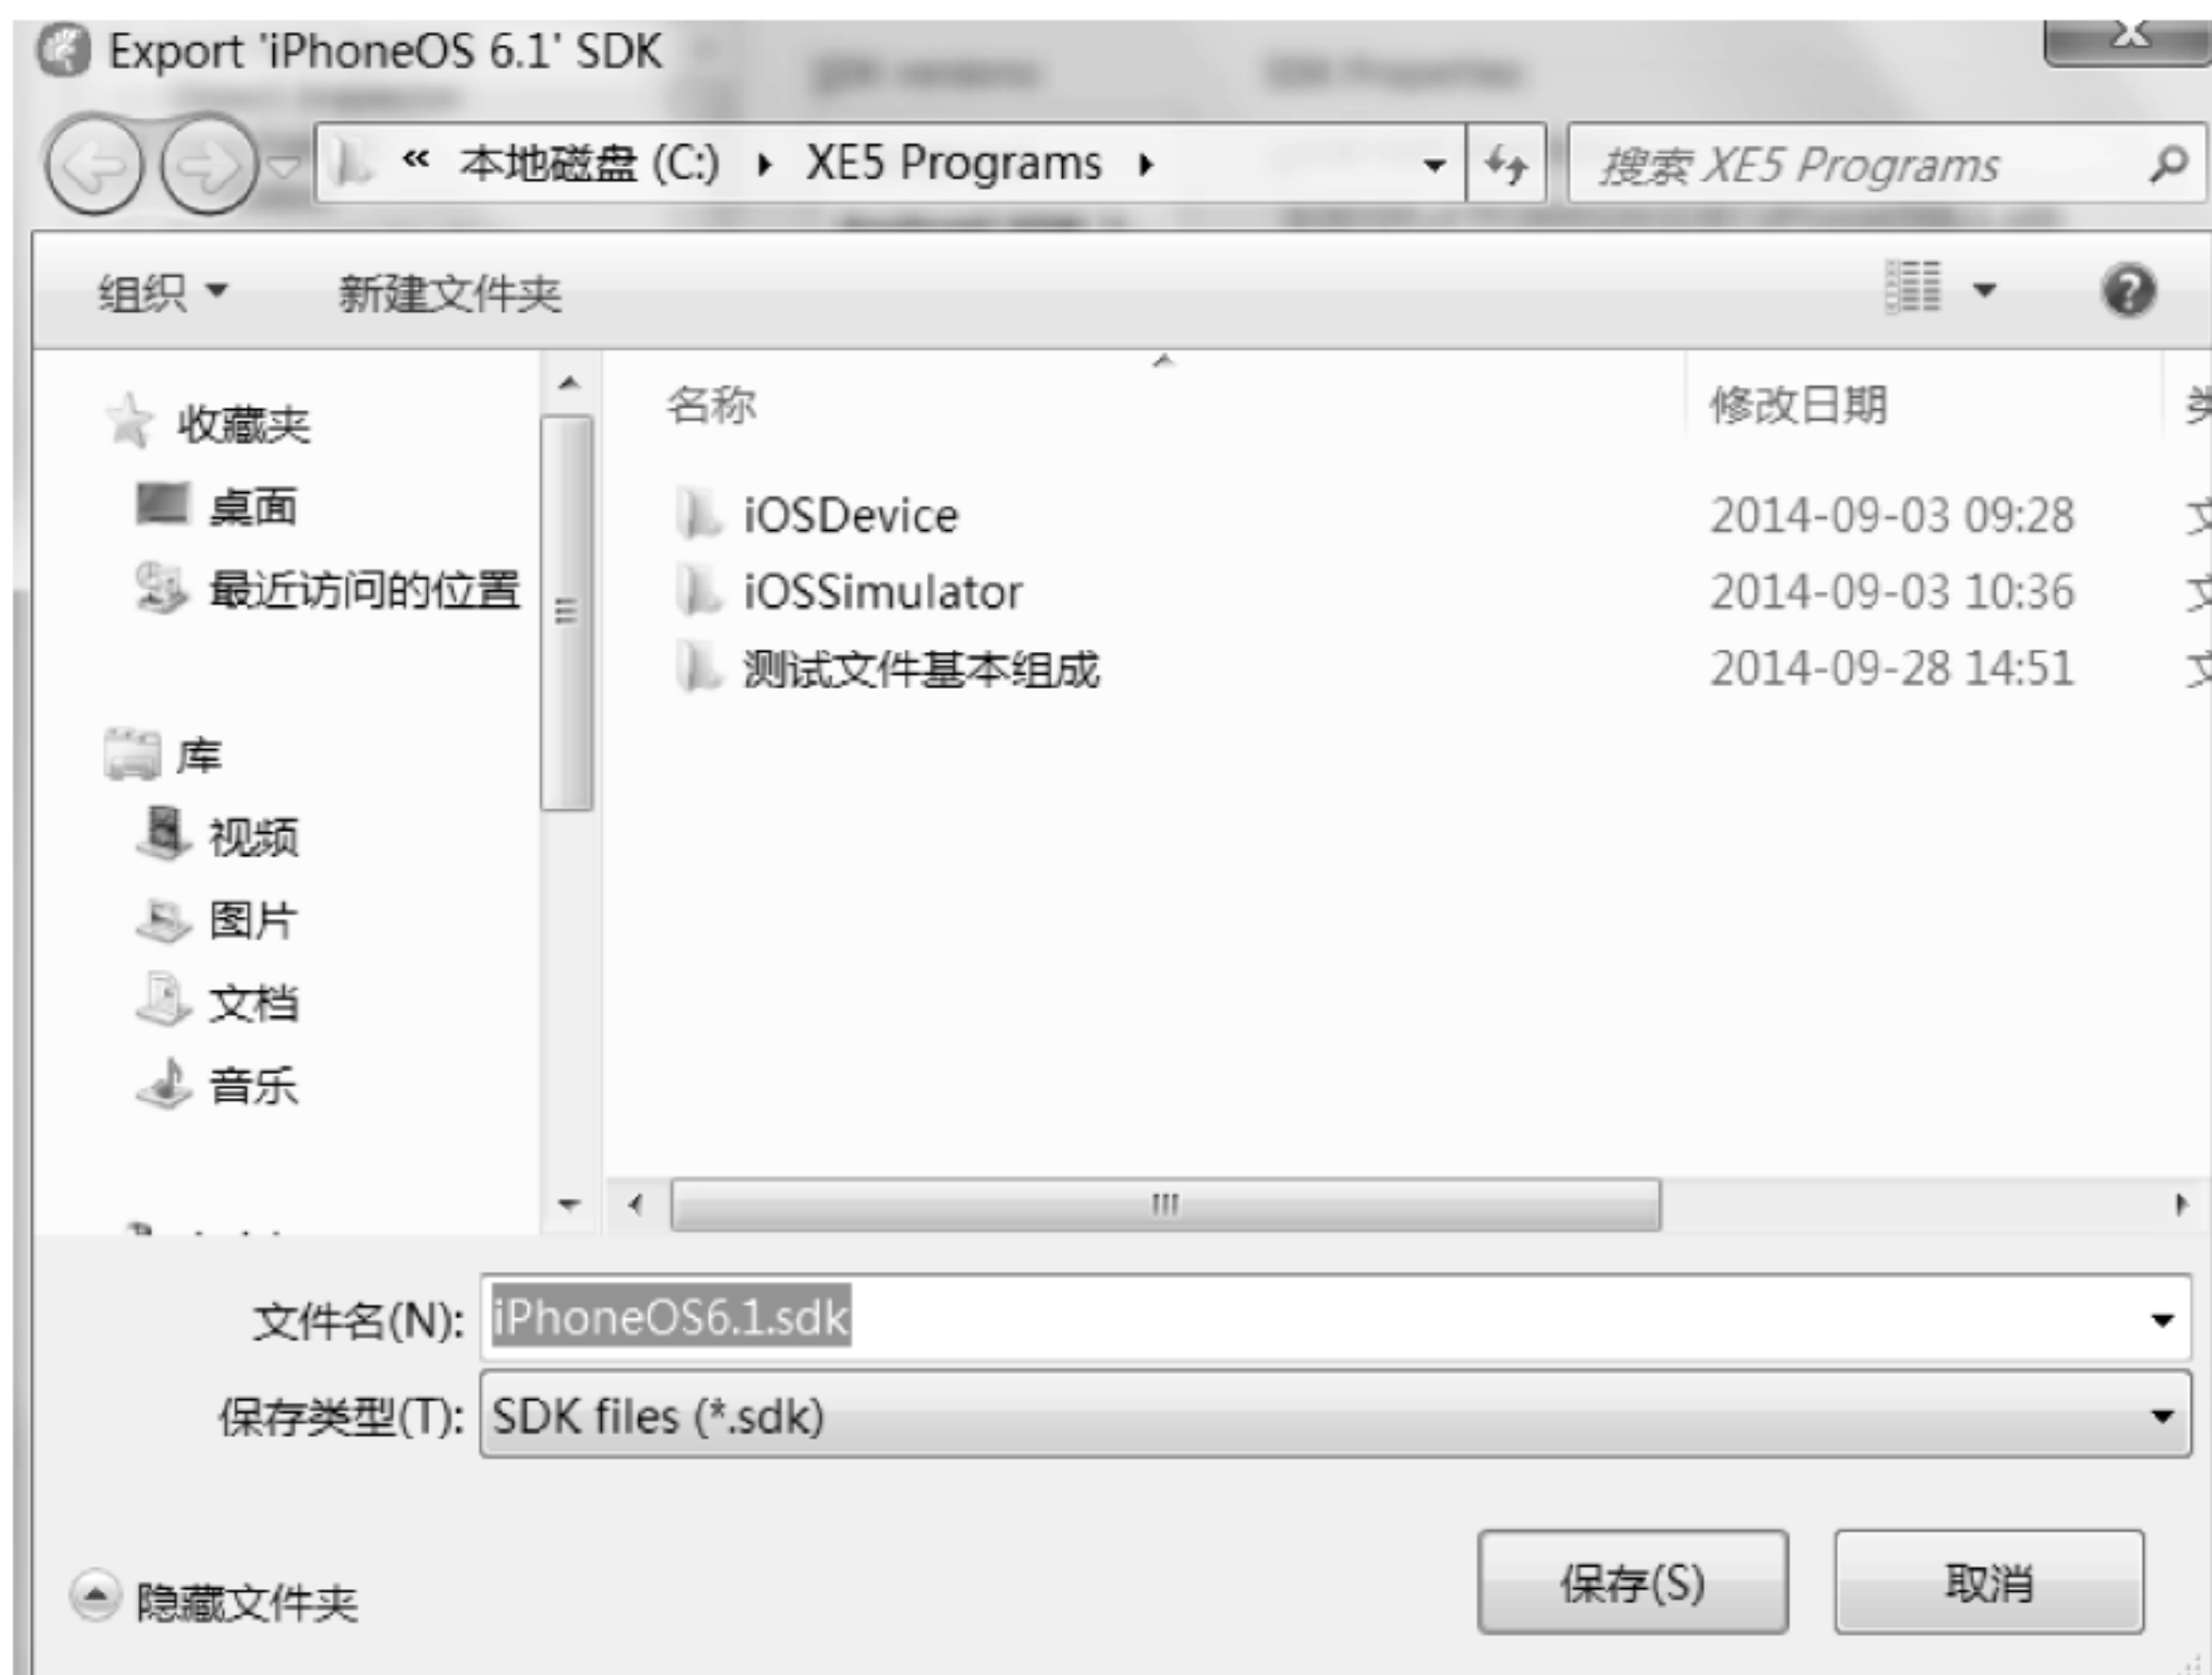 Export 'iPhoneOS 6.1' SDK
« 本地磁盘 (C:) XE5 Programs
搜索 XE5 Programs
组织 新建文件夹
名称 修改日期
收藏夹
桌面
最近访问的位置
库
视频
图片
文档
音乐
iOSDevice 2014-09-03 09:28
iOSSimulator 2014-09-03 10:36
测试文件基本组成 2014-09-28 14:51
文件名(N): iPhoneOS6.1.sdk
保存类型(T): SDK files (*.sdk)
隐藏文件夹 保存(S) 取消